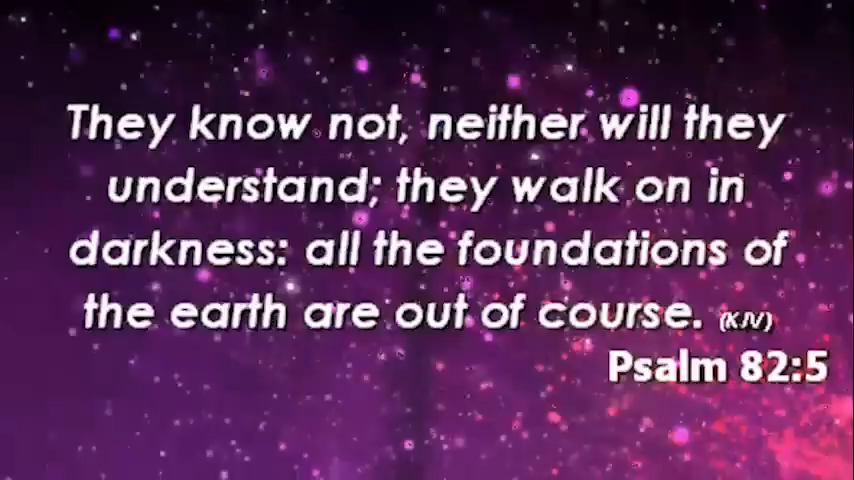 They know not, neither will they
understand; they walk on in
darkness: all the foundations of
the earth are out of course. (KJV)
Psalm 82:5